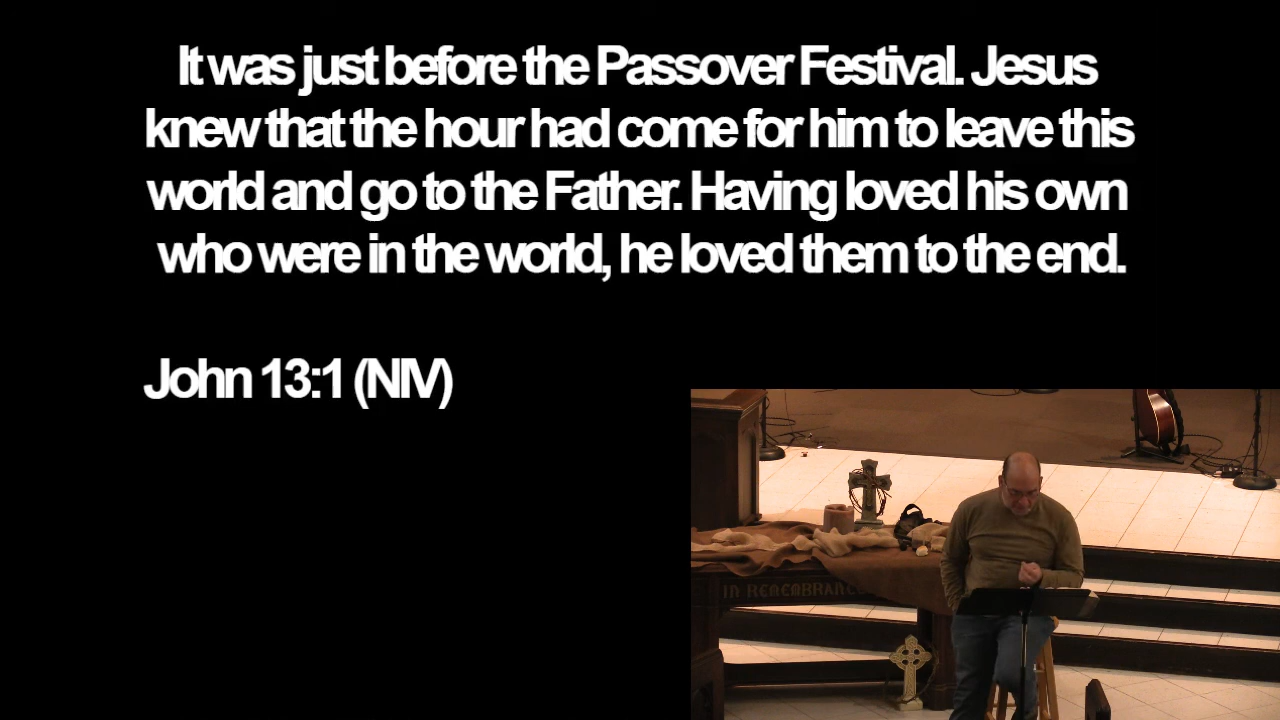 It was just before the Passover Festival. Jesus
knew that the hour had come for him to leave this
world and go to the Father. Having loved his own
who were in the world, he loved them to the end.
John 13:1 (NIV)
IN REMEMBRANCE